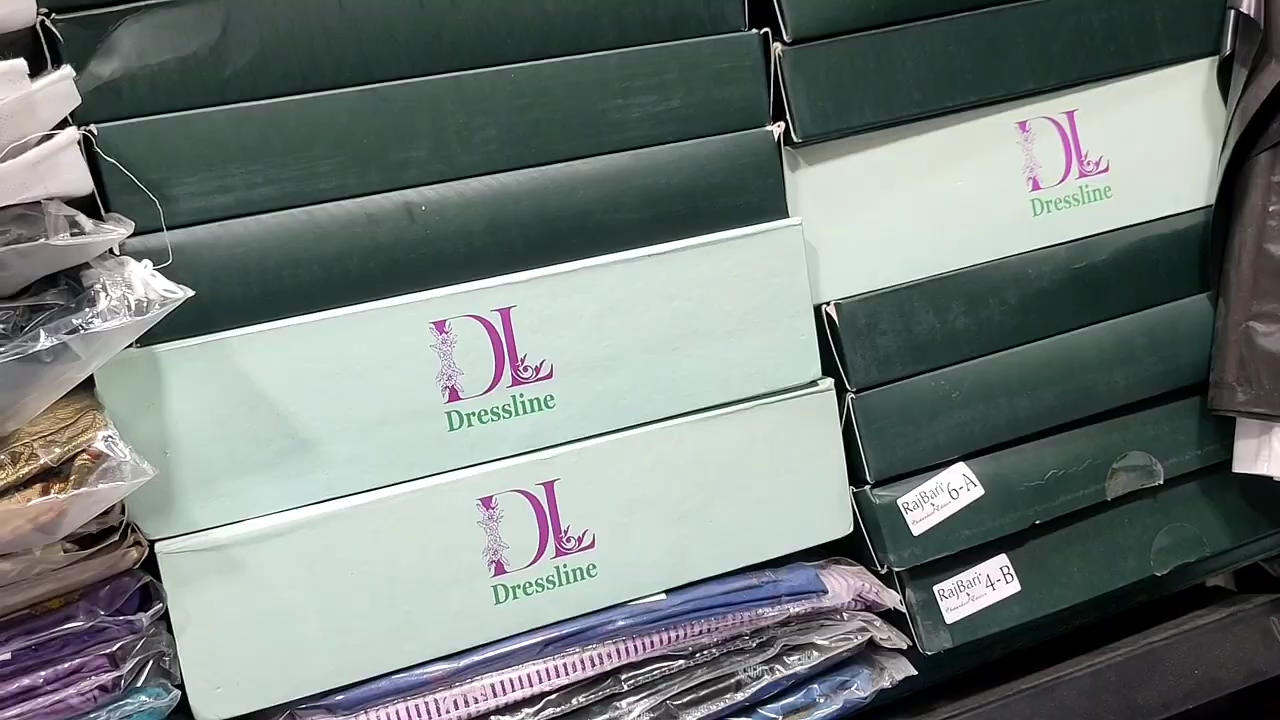 DL
Dressline
DL
Dressline
DL
Dressline
RajBari 6-A
RajBari 4-B